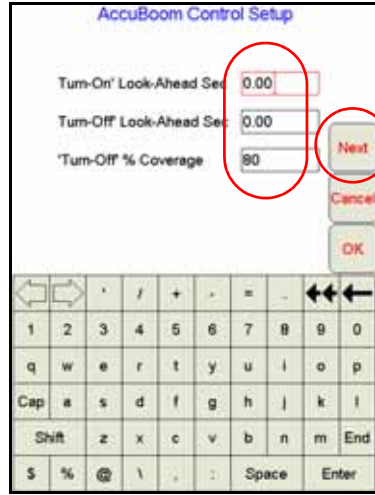 AccuBoom Control Setup
Turn-On' Look-Ahead Sec 0.00
Turn-Off' Look-Ahead Sec 0.00
'Turn-Off' % Coverage 80
Next
Cancel
OK
' / + - = _
1 2 3 4 5 6 7 8 9 0
q w e r t y u i o p
Cap a s d f g h j k l
Shift z x c v b n m End
$ % @ \ . : Space Enter